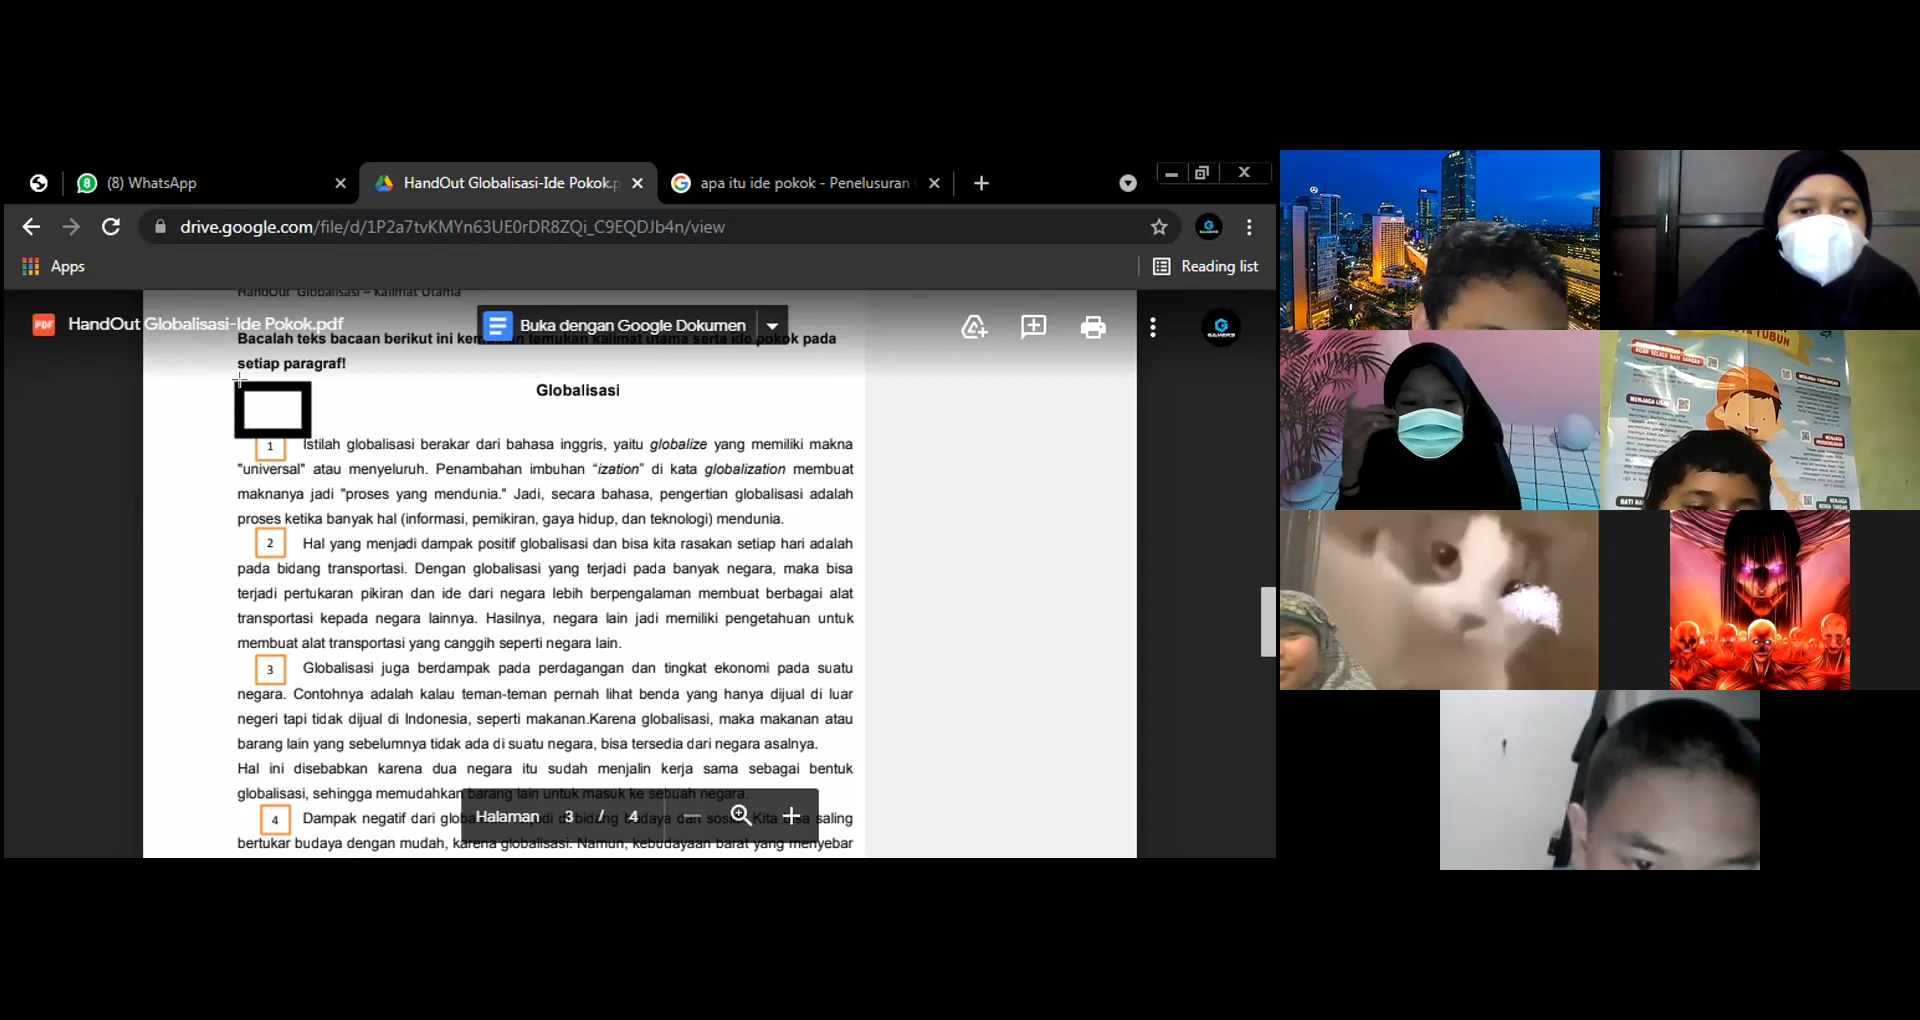 (8) WhatsApp
HandOut Globalisasi-Ide Pokok.p
apa itu ide pokok - Penelusuran
drive.google.com/file/d/1P2a7tvKMYn63UE0rDR8ZQi_C9EQDJb4n/view
Apps
Reading list
HandOut Globalisasi – Kalimat Utama
PDF
HandOut Globalisasi-Ide Pokok.pdf
Buka dengan Google Dokumen
Bacalah teks bacaan berikut ini kemudian temukan kalimat utama serta ide pokok pada
setiap paragraf!
Globalisasi
1 Istilah globalisasi berakar dari bahasa inggris, yaitu globalize yang memiliki makna
"universal" atau menyeluruh. Penambahan imbuhan “ization” di kata globalization membuat
maknanya jadi "proses yang mendunia." Jadi, secara bahasa, pengertian globalisasi adalah
proses ketika banyak hal (informasi, pemikiran, gaya hidup, dan teknologi) mendunia.
2 Hal yang menjadi dampak positif globalisasi dan bisa kita rasakan setiap hari adalah
pada bidang transportasi. Dengan globalisasi yang terjadi pada banyak negara, maka bisa
terjadi pertukaran pikiran dan ide dari negara lebih berpengalaman membuat berbagai alat
transportasi kepada negara lainnya. Hasilnya, negara lain jadi memiliki pengetahuan untuk
membuat alat transportasi yang canggih seperti negara lain.
3 Globalisasi juga berdampak pada perdagangan dan tingkat ekonomi pada suatu
negara. Contohnya adalah kalau teman-teman pernah lihat benda yang hanya dijual di luar
negeri tapi tidak dijual di Indonesia, seperti makanan.Karena globalisasi, maka makanan atau
barang lain yang sebelumnya tidak ada di suatu negara, bisa tersedia dari negara asalnya.
Hal ini disebabkan karena dua negara itu sudah menjalin kerja sama sebagai bentuk
globalisasi, sehingga memudahkan barang lain untuk masuk ke sebuah negara.
4 Dampak negatif dari di bidang budaya dan Kita bisa saling
bertukar budaya dengan mudah, karena globalisasi. Namun, kebudayaan barat yang menyebar
Halaman 3 / 4
TUBUH